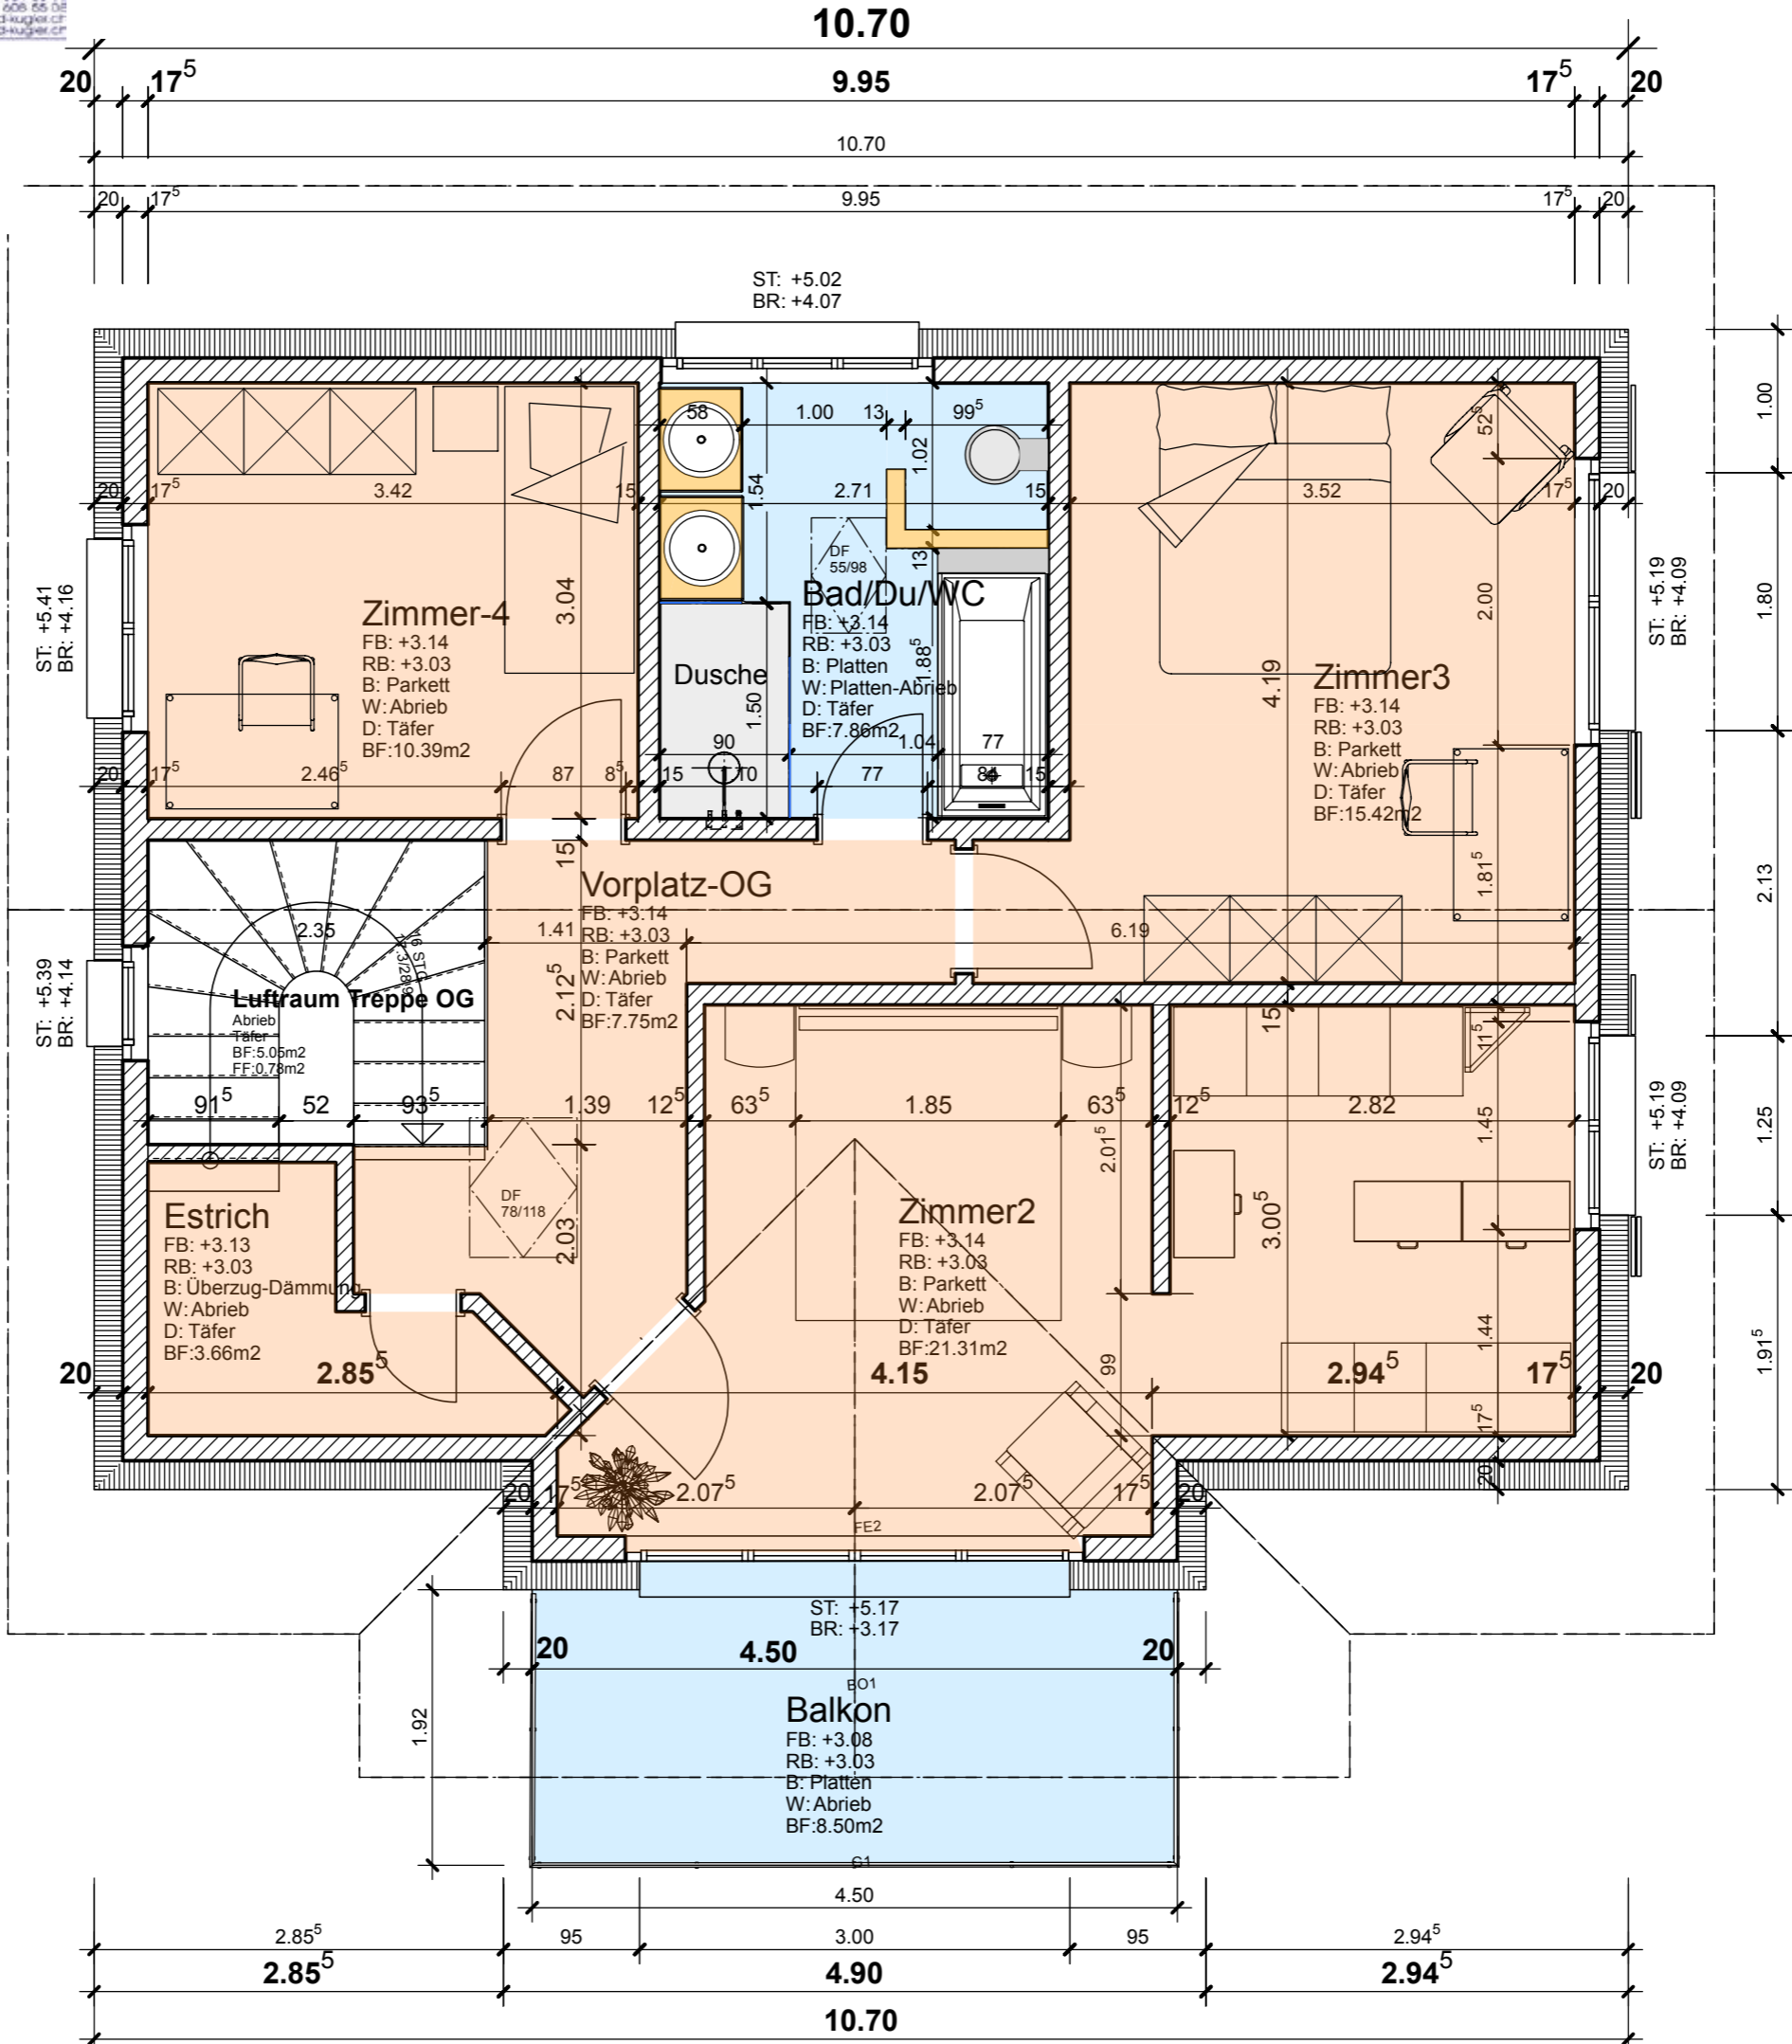 10.70
20 17⁵ 9.95 17⁵ 20
10.70
20 17⁵ 9.95 17⁵ 20
ST: +5.02
BR: +4.07
58 1.00 13 99⁵
1.02
52⁵
1.00
20 17⁵ 3.42 15 1.54 2.71 15 3.52 17⁵ 20
DF
55/98
13
ST: +5.41
BR: +4.16
Zimmer-4
FB: +3.14
RB: +3.03
B: Parkett
W: Abrieb
D: Täfer
BF:10.39m2
3.04
Dusche
1.50
Bad/Du/WC
FB: +3.14
RB: +3.03
B: Platten
W: Platten-Abrieb
D: Täfer
BF:7.86m2
1.88⁵
4.19
Zimmer3
FB: +3.14
RB: +3.03
B: Parkett
W: Abrieb
D: Täfer
BF:15.42m2
2.00
ST: +5.19
BR: +4.09
1.80
90 1.04 77
20 17⁵ 2.46⁵ 87 8⁵ 15 10 77 84 15
15
Vorplatz-OG
FB: +3.14
RB: +3.03
B: Parkett
W: Abrieb
D: Täfer
BF:7.75m2
1.81⁵
2.13
2.35 1.41 6.19
16 STG
2.12⁵
ST: +5.39
BR: +4.14
Luftraum Treppe OG
Abrieb
Täfer
BF:5.05m2
FF:0.78m2
15
11⁵
91⁵ 52 93⁵ 1.39 12⁵ 63⁵ 1.85 63⁵ 12⁵ 2.82
2.01⁵
1.45
1.25
ST: +5.19
BR: +4.09
DF
78/118
2.03
3.00⁵
Estrich
FB: +3.13
RB: +3.03
B: Überzug-Dämmung
W: Abrieb
D: Täfer
BF:3.66m2
Zimmer2
FB: +3.14
RB: +3.03
B: Parkett
W: Abrieb
D: Täfer
BF:21.31m2
99
1.44
1.91⁵
20 2.85⁵ 4.15 2.94⁵ 17⁵ 20
17⁵
20
20 17⁵ 2.07⁵ 2.07⁵ 17⁵ 20
FE2
ST: +5.17
BR: +3.17
20 4.50 20
BO1
1.92
Balkon
FB: +3.08
RB: +3.03
B: Platten
W: Abrieb
BF:8.50m2
G1
4.50
2.85⁵ 95 3.00 95 2.94⁵
2.85⁵ 4.90 2.94⁵
10.70